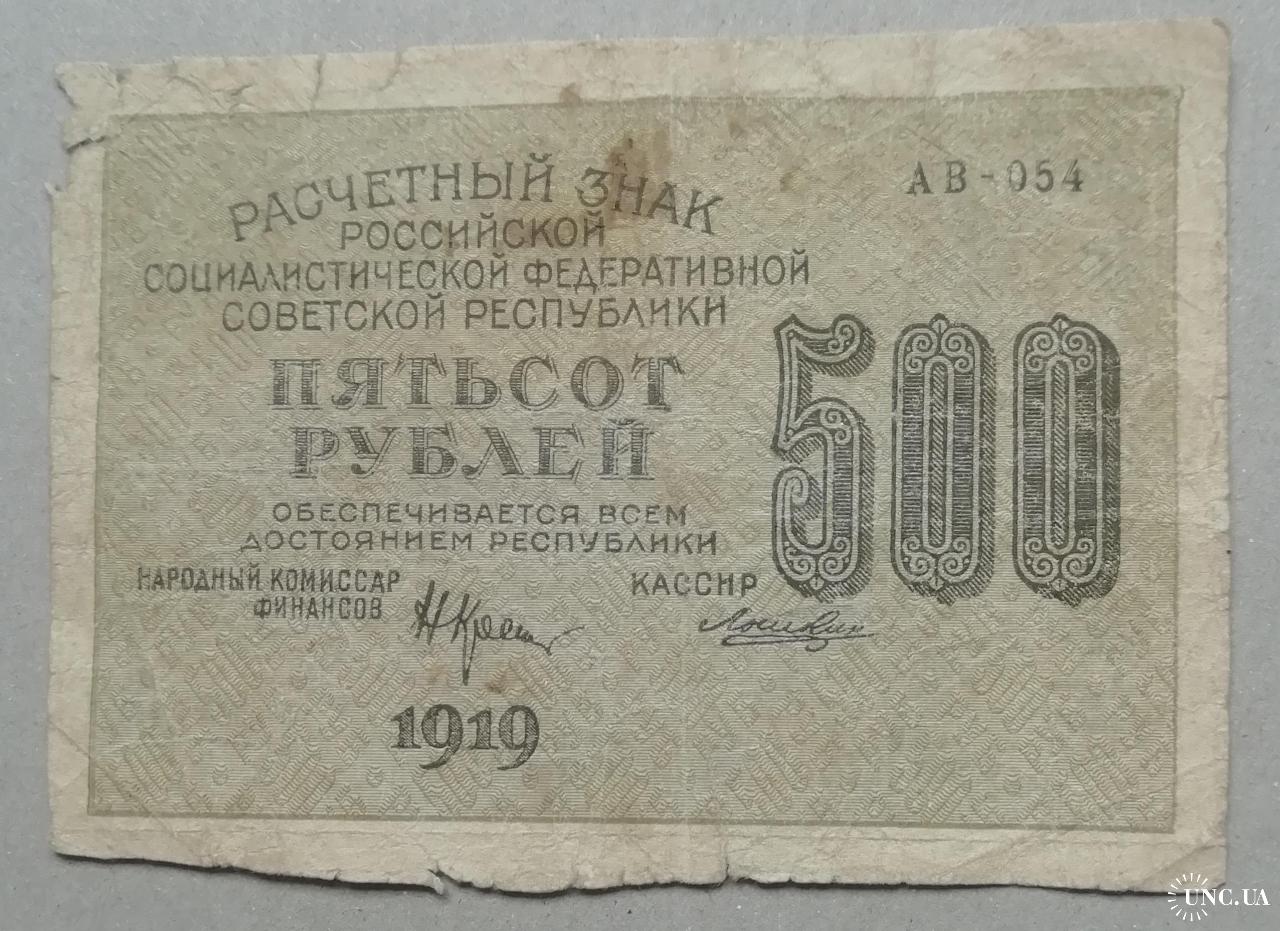 РАСЧЕТНЫЙ ЗНАК
РОССИЙСКОЙ
СОЦИАЛИСТИЧЕСКОЙ ФЕДЕРАТИВНОЙ
СОВЕТСКОЙ РЕСПУБЛИКИ
АВ-054
ПЯТЬСОТ
РУБЛЕЙ
500
ОБЕСПЕЧИВАЕТСЯ ВСЕМ
ДОСТОЯНИЕМ РЕСПУБЛИКИ
НАРОДНЫЙ КОМИССАР
ФИНАНСОВ
КАССИР
1919
UNC.UA